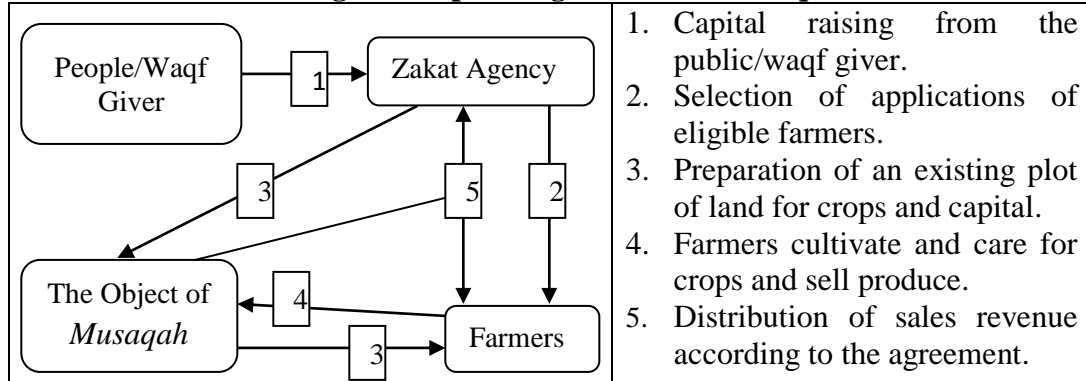 People/Waqf
Giver
1
Zakat Agency
3
5
2
The Object of
Musaqah
4
3
Farmers
1. Capital raising from the
public/waqf giver.
2. Selection of applications of
eligible farmers.
3. Preparation of an existing plot
of land for crops and capital.
4. Farmers cultivate and care for
crops and sell produce.
5. Distribution of sales revenue
according to the agreement.